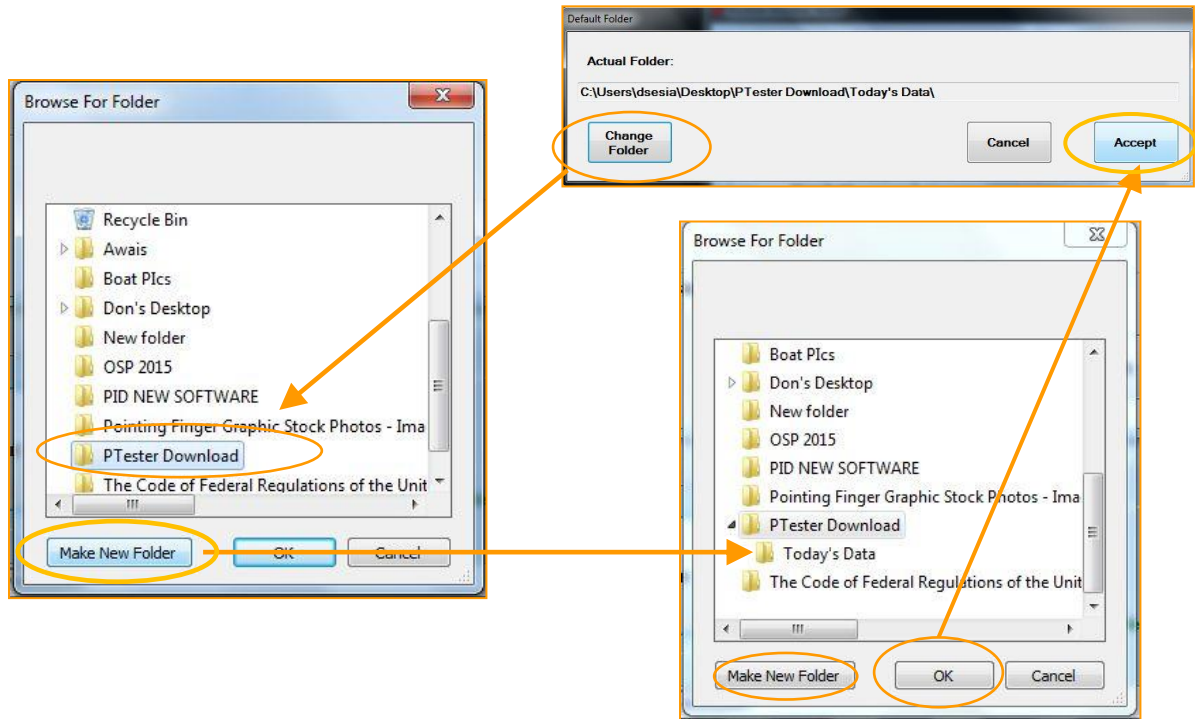 Default Folder
Actual Folder:
C:\Users\dsesia\Desktop\PTester Download\Today's Data\
Change
Folder
Cancel
Accept
Browse For Folder
Recycle Bin
Awais
Boat PIcs
Don's Desktop
New folder
OSP 2015
PID NEW SOFTWARE
Pointing Finger Graphic Stock Photos - Ima
PTester Download
The Code of Federal Regulations of the Unit
Make New Folder
OK
Cancel
Browse For Folder
Boat PIcs
Don's Desktop
New folder
OSP 2015
PID NEW SOFTWARE
Pointing Finger Graphic Stock Photos - Ima
PTester Download
Today's Data
The Code of Federal Regulations of the Unit
Make New Folder
OK
Cancel